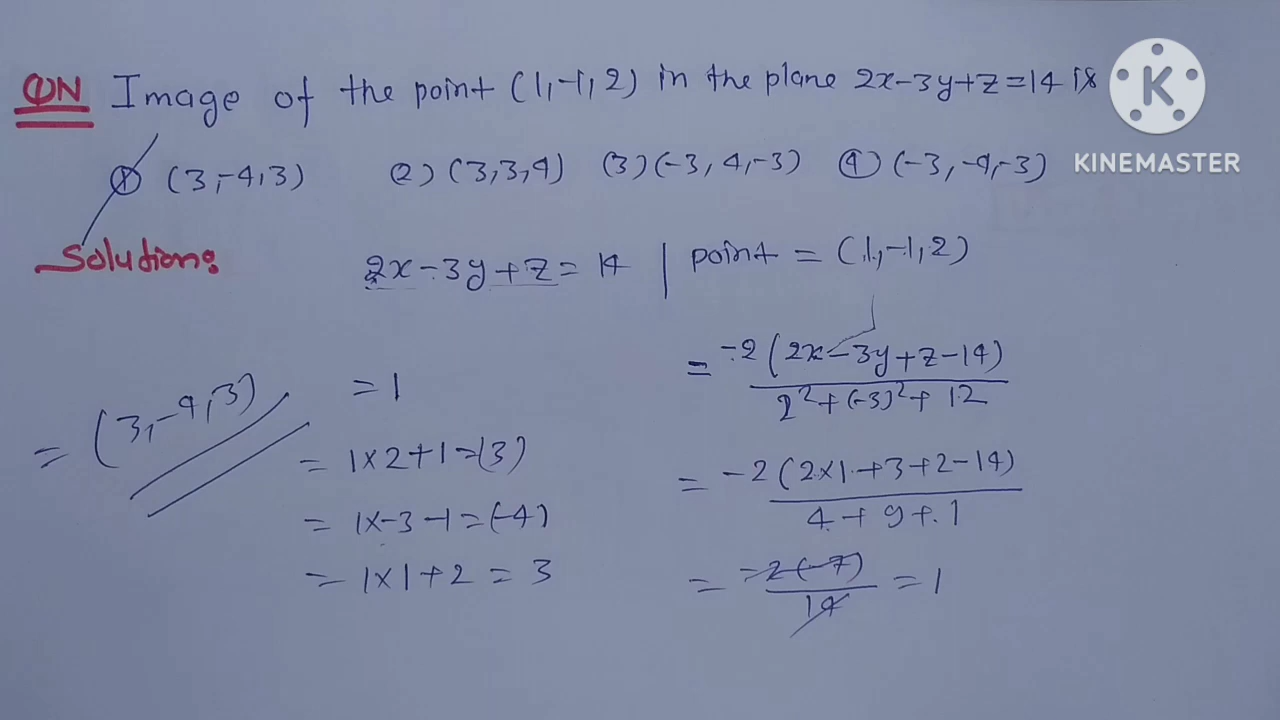 QN Image of the point (1,-1,2) in the plane 2x-3y+z=14 is
K
KINEMASTER
1) (3,-4,3) (2) (3,3,4) (3) (-3,4,-3) (4) (-3,-4,-3)
Solution:
2x-3y+z=14 | point = (1,-1,2)
= -2(2x-3y+z-14) / 2²+(-3)²+12
= 1
= (3,-4,3)
= 1×2+1=(3)
= -2(2×1+3+2-14) / 4+9+1
= 1×-3-1=(-4)
= 1×1+2=3
= -2(-7) / 14 = 1